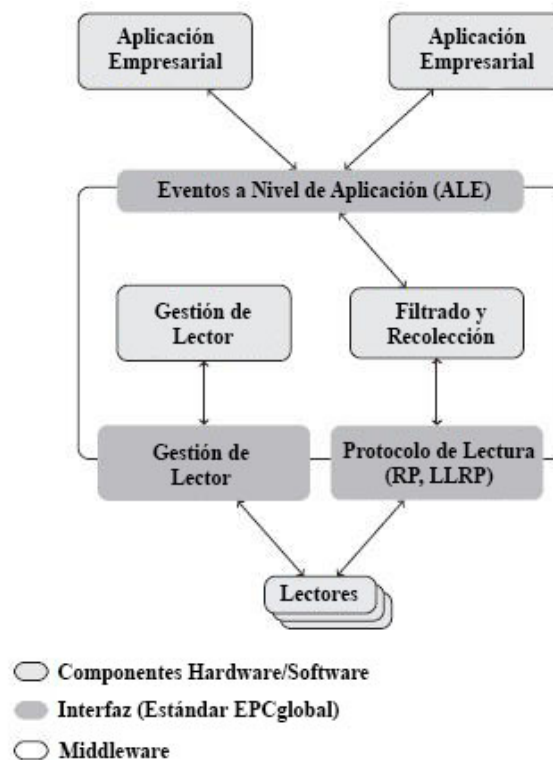 Aplicación
Empresarial
Aplicación
Empresarial
Eventos a Nivel de Aplicación (ALE)
Gestión de
Lector
Filtrado y
Recolección
Gestión de
Lector
Protocolo de Lectura
(RP, LLRP)
Lectores
Componentes Hardware/Software
Interfaz (Estándar EPCglobal)
Middleware